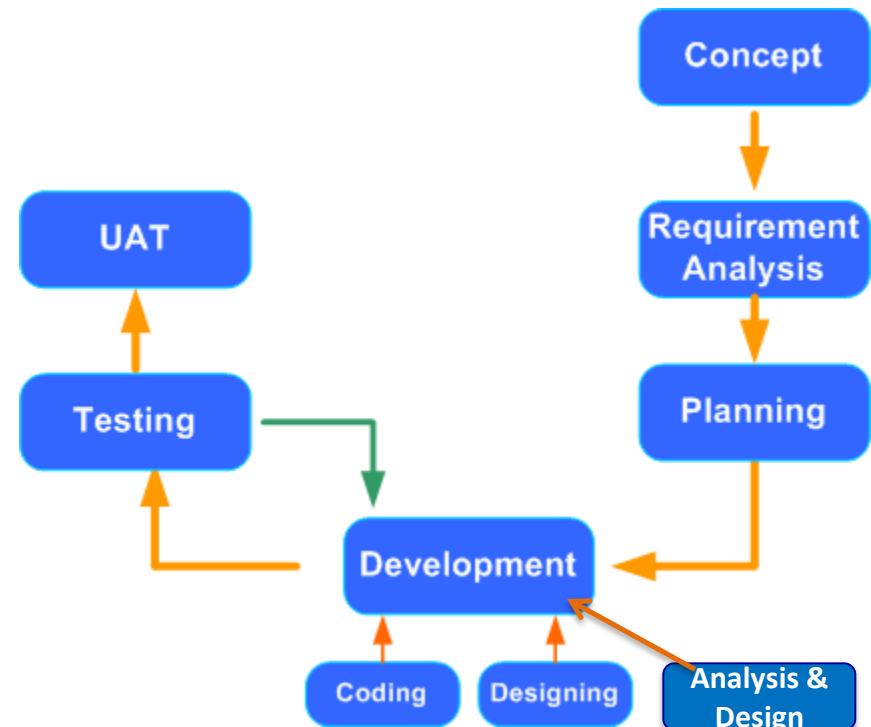 Concept
UAT
Requirement
Analysis
Testing
Planning
Development
Coding
Designing
Analysis &
Design